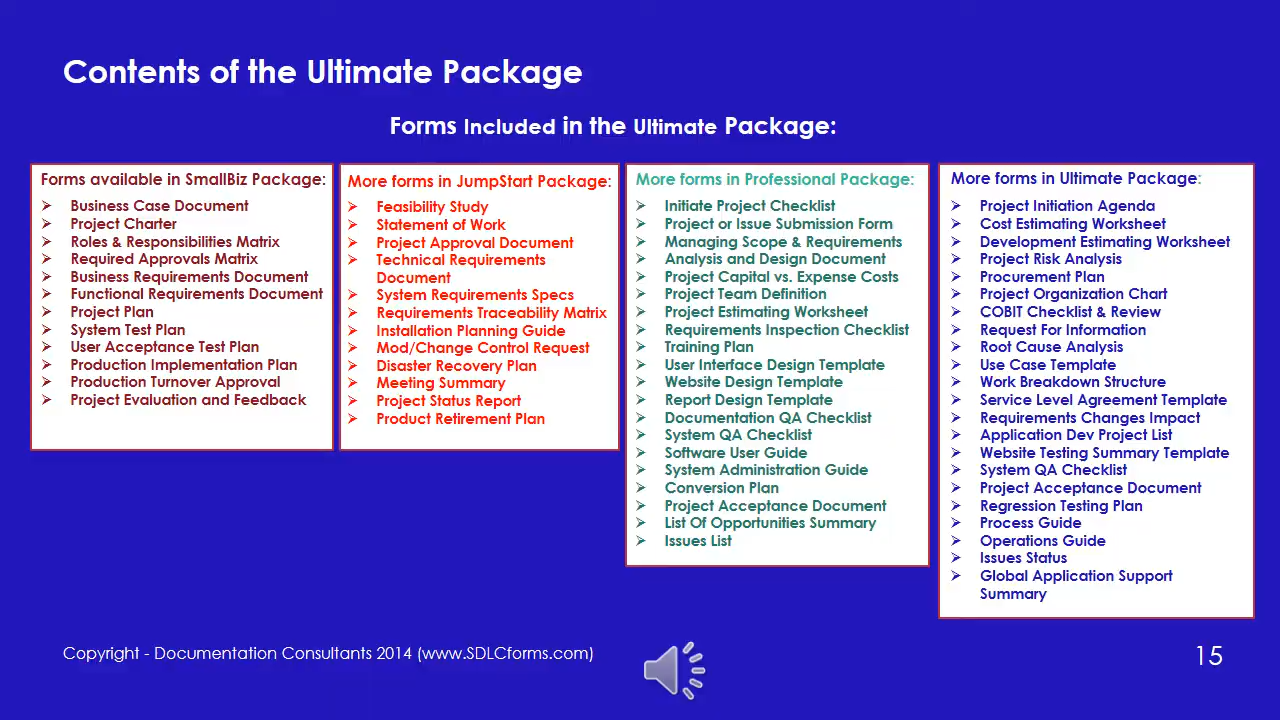 Contents of the Ultimate Package
Forms Included in the Ultimate Package:
Forms available in SmallBiz Package:
Business Case Document
Project Charter
Roles & Responsibilities Matrix
Required Approvals Matrix
Business Requirements Document
Functional Requirements Document
Project Plan
System Test Plan
User Acceptance Test Plan
Production Implementation Plan
Production Turnover Approval
Project Evaluation and Feedback
More forms in JumpStart Package:
Feasibility Study
Statement of Work
Project Approval Document
Technical Requirements
Document
System Requirements Specs
Requirements Traceability Matrix
Installation Planning Guide
Mod/Change Control Request
Disaster Recovery Plan
Meeting Summary
Project Status Report
Product Retirement Plan
More forms in Professional Package:
Initiate Project Checklist
Project or Issue Submission Form
Managing Scope & Requirements
Analysis and Design Document
Project Capital vs. Expense Costs
Project Team Definition
Project Estimating Worksheet
Requirements Inspection Checklist
Training Plan
User Interface Design Template
Website Design Template
Report Design Template
Documentation QA Checklist
System QA Checklist
Software User Guide
System Administration Guide
Conversion Plan
Project Acceptance Document
List Of Opportunities Summary
Issues List
More forms in Ultimate Package:
Project Initiation Agenda
Cost Estimating Worksheet
Development Estimating Worksheet
Project Risk Analysis
Procurement Plan
Project Organization Chart
COBIT Checklist & Review
Request For Information
Root Cause Analysis
Use Case Template
Work Breakdown Structure
Service Level Agreement Template
Requirements Changes Impact
Application Dev Project List
Website Testing Summary Template
System QA Checklist
Project Acceptance Document
Regression Testing Plan
Process Guide
Operations Guide
Issues Status
Global Application Support
Summary
Copyright - Documentation Consultants 2014 (www.SDLCforms.com)
15